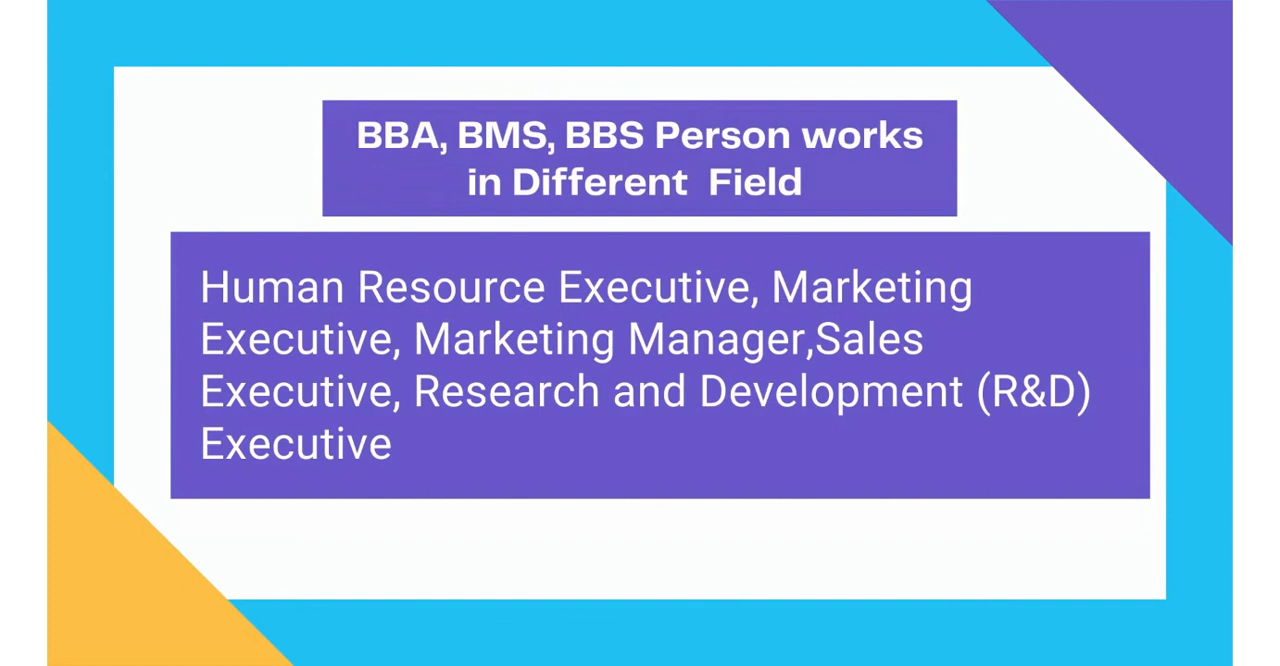 BBA, BMS, BBS Person works
in Different  Field
Human Resource Executive, Marketing
Executive, Marketing Manager,Sales
Executive, Research and Development (R&D)
Executive